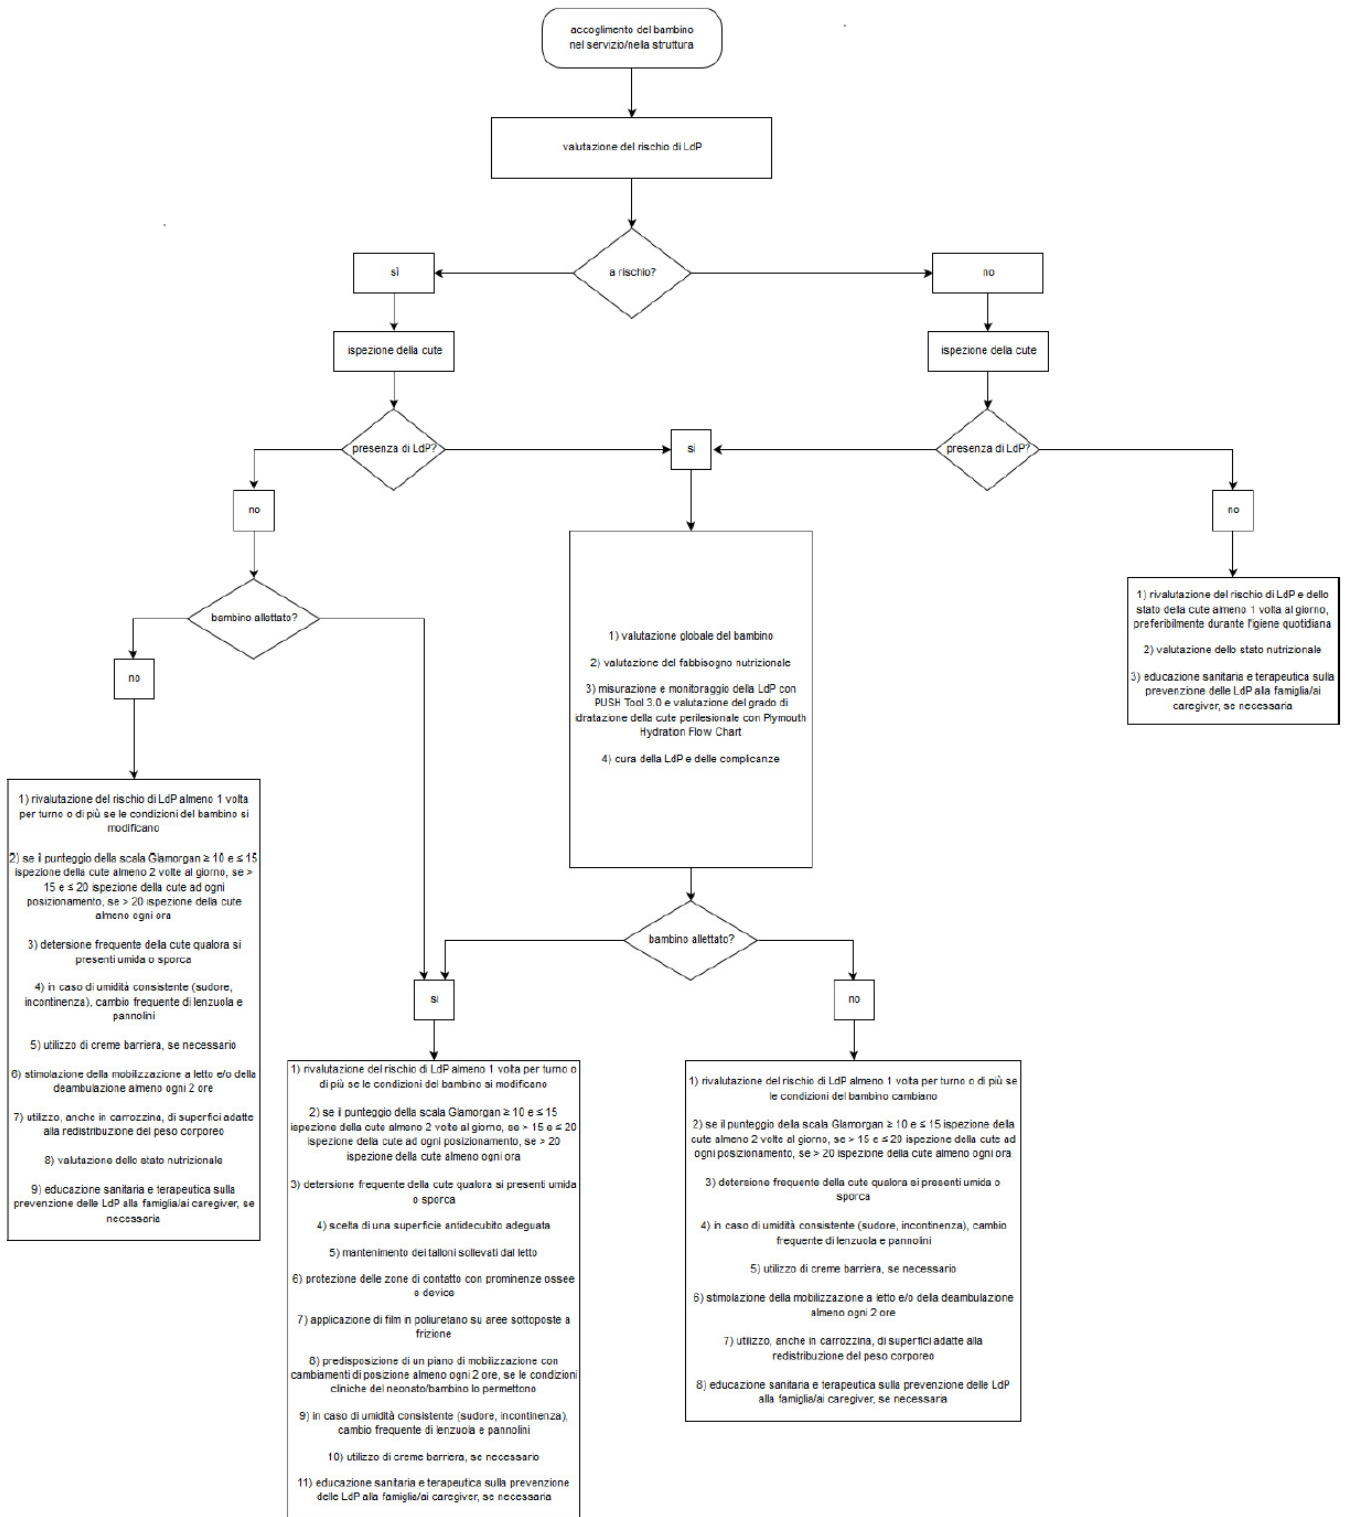 accoglimento del bambino
nel servizio/nella struttura
valutazione del rischio di LdP
a rischio?
sì
no
ispezione della cute
ispezione della cute
presenza di LdP?
si
presenza di LdP?
no
no
bambino allettato?
no
1) valutazione globale del bambino
2) valutazione del fabbisogno nutrizionale
3) misurazione e monitoraggio della LdP con
PUSH Tool 3.0 e valutazione del grado di
idratazione della cute perilesionale con Plymouth
Hydration Flow Chart
4) cura della LdP e delle complicanze
1) rivalutazione del rischio di LdP e dello
stato della cute almeno 1 volta al giorno,
preferibilmente durante l'igiene quotidiana
2) valutazione dello stato nutrizionale
3) educazione sanitaria e terapeutica sulla
prevenzione delle LdP alla famiglia/ai
caregiver, se necessaria
1) rivalutazione del rischio di LdP almeno 1 volta
per turno o di più se le condizioni del bambino si
modificano
2) se il punteggio della scala Glamorgan ≥ 10 e ≤ 15
ispezione della cute almeno 2 volte al giorno, se >
15 e ≤ 20 ispezione della cute ad ogni
posizionamento, se > 20 ispezione della cute
almeno ogni ora
3) detersione frequente della cute qualora si
presenti umida o sporca
4) in caso di umidità consistente (sudore,
incontinenza), cambio frequente di lenzuola e
pannolini
5) utilizzo di creme barriera, se necessario
6) stimolazione della mobilizzazione a letto e/o della
deambulazione almeno ogni 2 ore
7) utilizzo, anche in carrozzina, di superfici adatte
alla redistribuzione del peso corporeo
8) valutazione dello stato nutrizionale
9) educazione sanitaria e terapeutica sulla
prevenzione delle LdP alla famiglia/ai caregiver, se
necessaria
bambino allettato?
si
no
1) rivalutazione del rischio di LdP almeno 1 volta per turno o
di più se le condizioni del bambino si modificano
2) se il punteggio della scala Glamorgan ≥ 10 e ≤ 15
ispezione della cute almeno 2 volte al giorno, se > 15 e ≤ 20
ispezione della cute ad ogni posizionamento, se > 20
ispezione della cute almeno ogni ora
3) detersione frequente della cute qualora si presenti umida
o sporca
4) scelta di una superficie antidecubito adeguata
5) mantenimento dei talloni sollevati dal letto
6) protezione delle zone di contatto con prominenze ossee
e device
7) applicazione di film in poliuretano su aree sottoposte a
frizione
8) predisposizione di un piano di mobilizzazione con
cambiamenti di posizione almeno ogni 2 ore, se le condizioni
cliniche del neonato/bambino lo permettono
9) in caso di umidità consistente (sudore, incontinenza),
cambio frequente di lenzuola e pannolini
10) utilizzo di creme barriera, se necessario
11) educazione sanitaria e terapeutica sulla prevenzione
delle LdP alla famiglia/ai caregiver, se necessaria
1) rivalutazione del rischio di LdP almeno 1 volta per turno o di più se
le condizioni del bambino cambiano
2) se il punteggio della scala Glamorgan ≥ 10 e ≤ 15 ispezione della
cute almeno 2 volte al giorno, se > 15 e ≤ 20 ispezione della cute ad
ogni posizionamento, se > 20 ispezione della cute almeno ogni ora
3) detersione frequente della cute qualora si presenti umida o
sporca
4) in caso di umidità consistente (sudore, incontinenza), cambio
frequente di lenzuola e pannolini
5) utilizzo di creme barriera, se necessario
6) stimolazione della mobilizzazione a letto e/o della deambulazione
almeno ogni 2 ore
7) utilizzo, anche in carrozzina, di superfici adatte alla
redistribuzione del peso corporeo
8) educazione sanitaria e terapeutica sulla prevenzione delle LdP
alla famiglia/ai caregiver, se necessaria